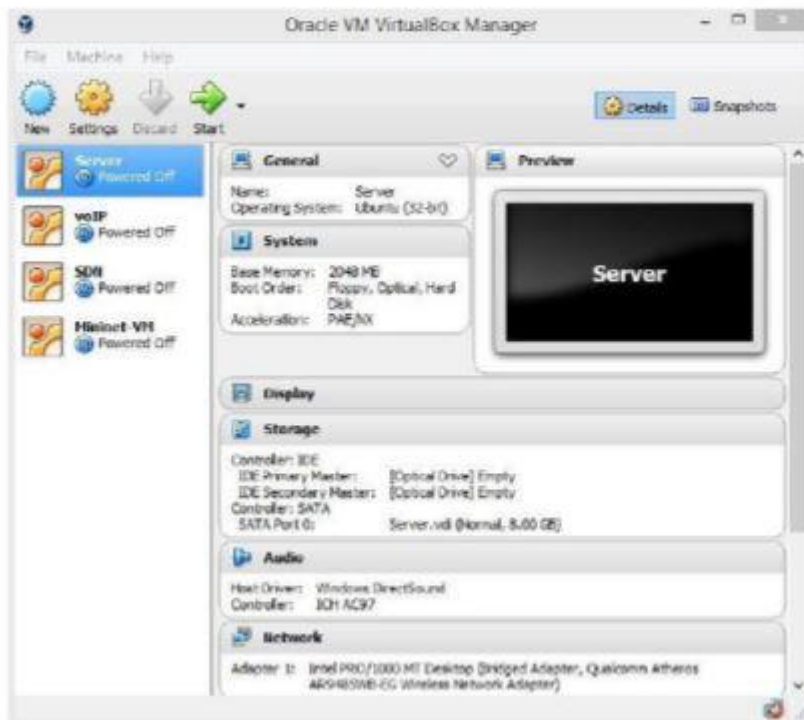 Oracle VM VirtualBox Manager
File Machine Help
New Settings Discard Start
Details Snapshots
Server
Powered Off
voIP
Powered Off
SDN
Powered Off
Mininet-VM
Powered Off
General
Name: Server
Operating System: Ubuntu (32-bit)
System
Base Memory: 2048 MB
Boot Order: Floppy, Optical, Hard
Disk
Acceleration: PAE/NX
Preview
Server
Display
Storage
Controller: IDE
IDE Primary Master: [Optical Drive] Empty
IDE Secondary Master: [Optical Drive] Empty
Controller: SATA
SATA Port 0: Server.vdi (Normal, 8.00 GB)
Audio
Host Driver: Windows DirectSound
Controller: ICH AC97
Network
Adapter 1: Intel PRO/1000 MT Desktop (Bridged Adapter, Qualcomm Atheros
AR9485WB-EG Wireless Network Adapter)